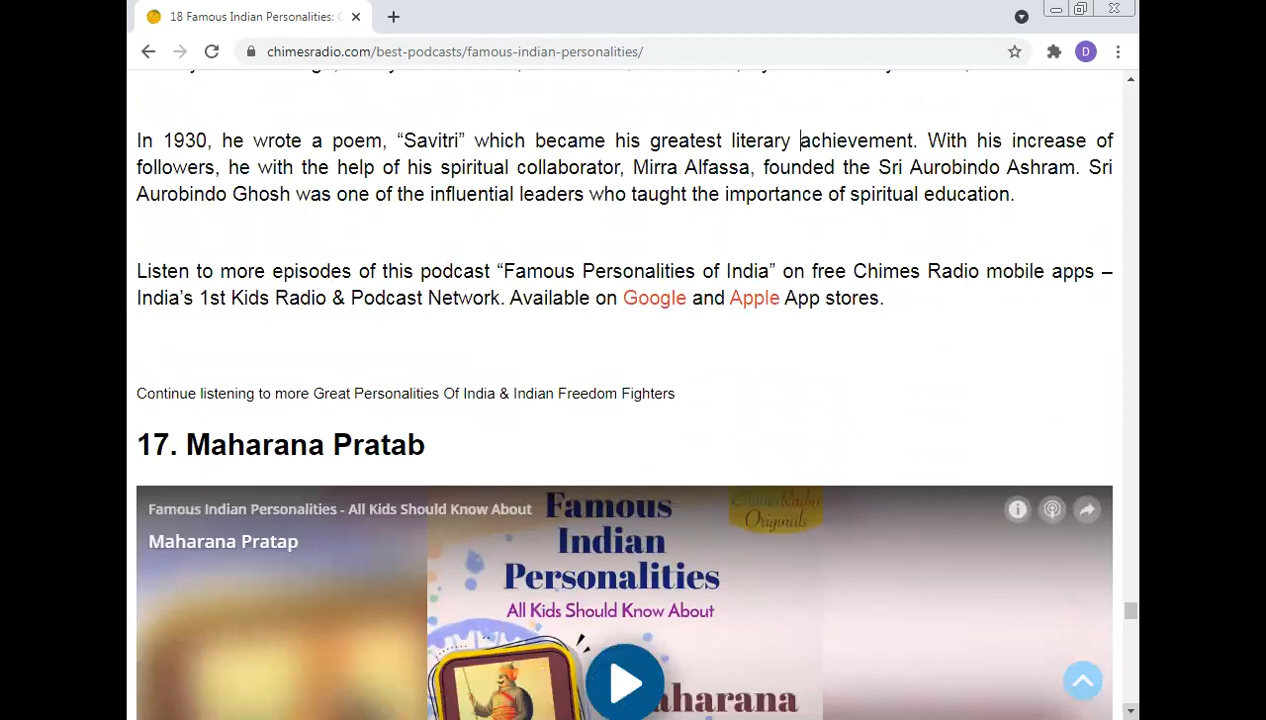 18 Famous Indian Personalities:
chimesradio.com/best-podcasts/famous-indian-personalities/
D
In 1930, he wrote a poem, “Savitri” which became his greatest literary achievement. With his increase of
followers, he with the help of his spiritual collaborator, Mirra Alfassa, founded the Sri Aurobindo Ashram. Sri
Aurobindo Ghosh was one of the influential leaders who taught the importance of spiritual education.
Listen to more episodes of this podcast “Famous Personalities of India” on free Chimes Radio mobile apps –
India’s 1st Kids Radio & Podcast Network. Available on Google and Apple App stores.
Continue listening to more Great Personalities Of India & Indian Freedom Fighters
17. Maharana Pratab
Famous Indian Personalities - All Kids Should Know About
Maharana Pratap
ChimesRadio
Originals
Famous
Indian
Personalities
All Kids Should Know About
aharana